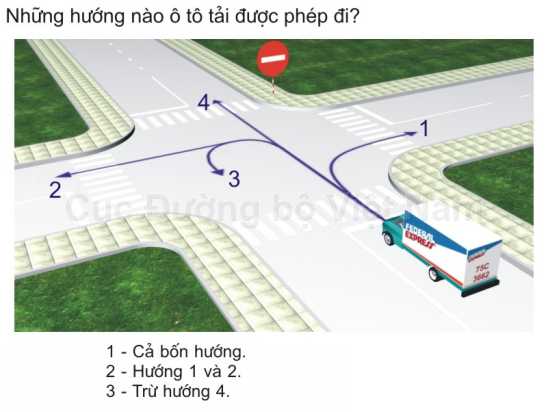 Những hướng nào ô tô tải được phép đi?
4
1
2
3
Cục Đường bộ Việt Nam
FEDERAL
EXPRESS
75C
3662
1 - Cả bốn hướng.
2 - Hướng 1 và 2.
3 - Trừ hướng 4.